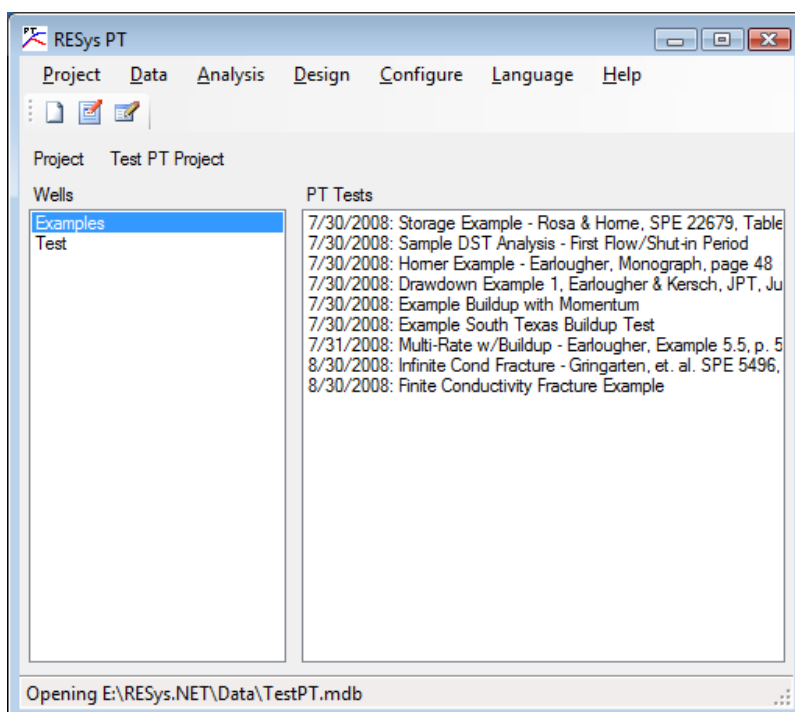 PT RESys PT
Project Data Analysis Design Configure Language Help
Project Test PT Project
Wells PT Tests
Examples
Test
7/30/2008: Storage Example - Rosa & Horne, SPE 22679, Table
7/30/2008: Sample DST Analysis - First Flow/Shut-in Period
7/30/2008: Horner Example - Earlougher, Monograph, page 48
7/30/2008: Drawdown Example 1, Earlougher & Kersch, JPT, Ju
7/30/2008: Example Buildup with Momentum
7/30/2008: Example South Texas Buildup Test
7/31/2008: Multi-Rate w/Buildup - Earlougher, Example 5.5, p. 5
8/30/2008: Infinite Cond Fracture - Gringarten, et. al. SPE 5496,
8/30/2008: Finite Conductivity Fracture Example
Opening E:\RESys.NET\Data\TestPT.mdb